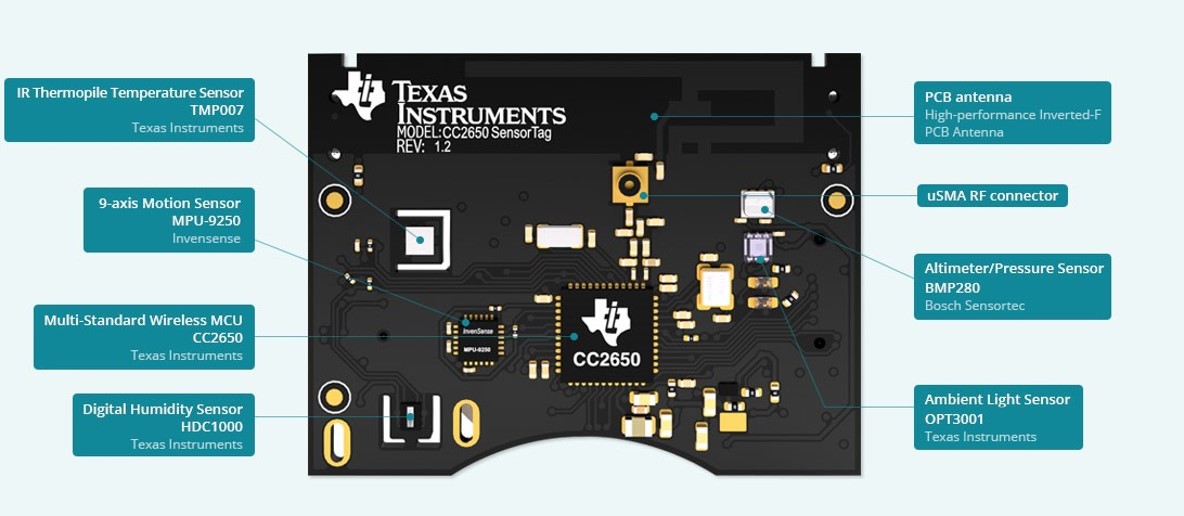 IR Thermopile Temperature Sensor
TMP007
Texas Instruments
9-axis Motion Sensor
MPU-9250
Invensense
Multi-Standard Wireless MCU
CC2650
Texas Instruments
Digital Humidity Sensor
HDC1000
Texas Instruments
TEXAS
INSTRUMENTS
MODEL:CC2650 SensorTag
REV: 1.2
InvenSense
MPU-9250
CC2650
PCB antenna
High-performance Inverted-F
PCB Antenna
uSMA RF connector
Altimeter/Pressure Sensor
BMP280
Bosch Sensortec
Ambient Light Sensor
OPT3001
Texas Instruments